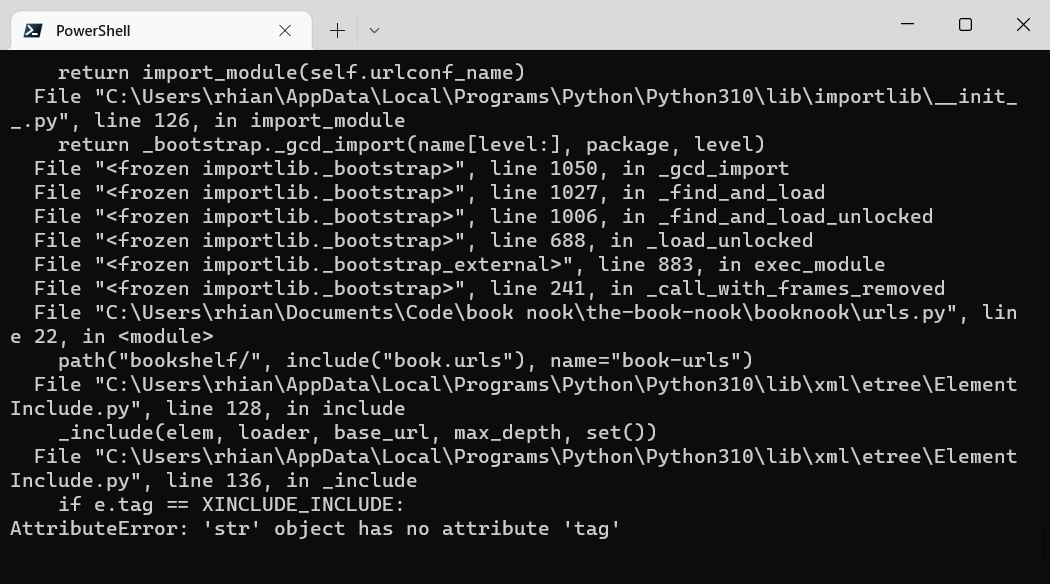 PowerShell
return import_module(self.urlconf_name)
File "C:\Users\rhian\AppData\Local\Programs\Python\Python310\lib\importlib\__init_
_.py", line 126, in import_module
return _bootstrap._gcd_import(name[level:], package, level)
File "<frozen importlib._bootstrap>", line 1050, in _gcd_import
File "<frozen importlib._bootstrap>", line 1027, in _find_and_load
File "<frozen importlib._bootstrap>", line 1006, in _find_and_load_unlocked
File "<frozen importlib._bootstrap>", line 688, in _load_unlocked
File "<frozen importlib._bootstrap_external>", line 883, in exec_module
File "<frozen importlib._bootstrap>", line 241, in _call_with_frames_removed
File "C:\Users\rhian\Documents\Code\book nook\the-book-nook\booknook\urls.py", lin
e 22, in <module>
path("bookshelf/", include("book.urls"), name="book-urls")
File "C:\Users\rhian\AppData\Local\Programs\Python\Python310\lib\xml\etree\Element
Include.py", line 128, in include
_include(elem, loader, base_url, max_depth, set())
File "C:\Users\rhian\AppData\Local\Programs\Python\Python310\lib\xml\etree\Element
Include.py", line 136, in _include
if e.tag == XINCLUDE_INCLUDE:
AttributeError: 'str' object has no attribute 'tag'